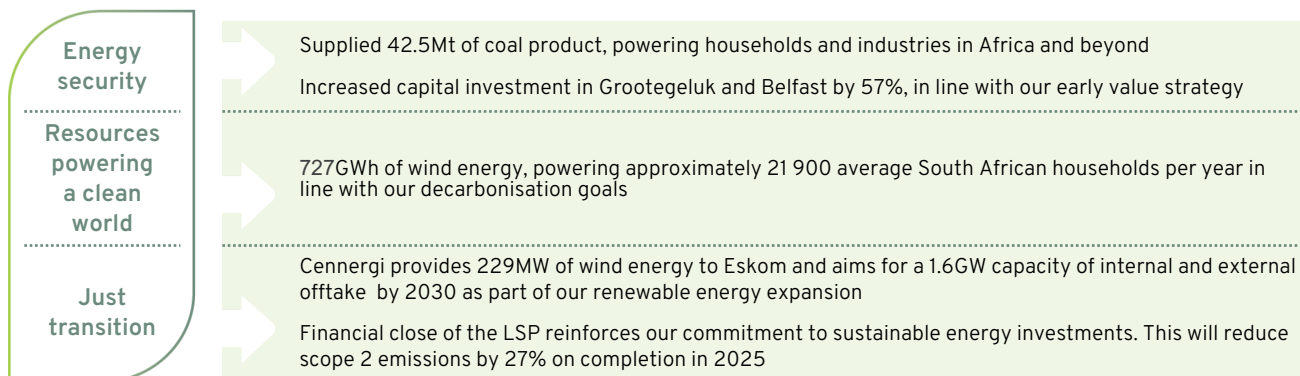 Energy
security
Supplied 42.5Mt of coal product, powering households and industries in Africa and beyond
Increased capital investment in Grootegeluk and Belfast by 57%, in line with our early value strategy
Resources
powering
a clean
world
727GWh of wind energy, powering approximately 21 900 average South African households per year in
line with our decarbonisation goals
Just
transition
Cennergi provides 229MW of wind energy to Eskom and aims for a 1.6GW capacity of internal and external
offtake by 2030 as part of our renewable energy expansion
Financial close of the LSP reinforces our commitment to sustainable energy investments. This will reduce
scope 2 emissions by 27% on completion in 2025